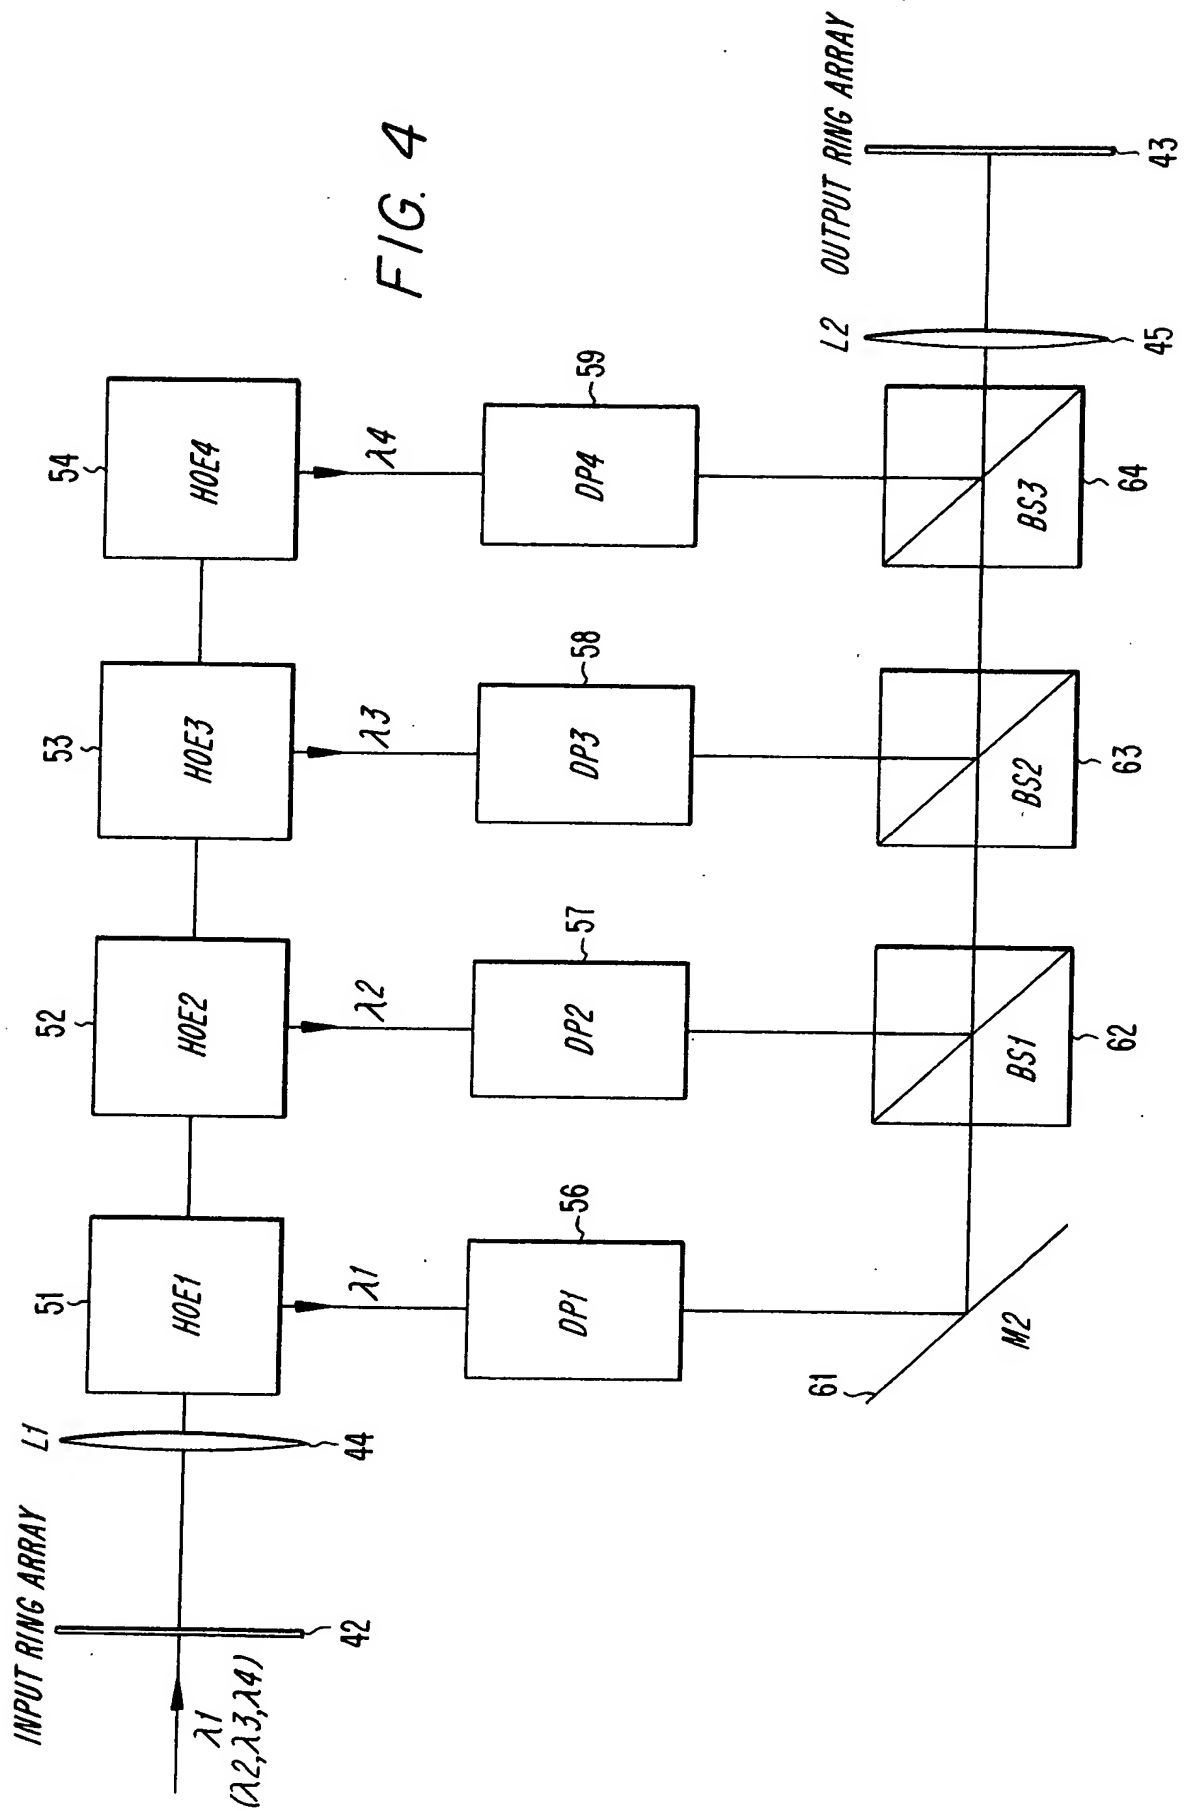 FIG. 4
INPUT RING ARRAY
L1
λ1
(λ2,λ3,λ4)
42
44
51
HOE1
52
HOE2
53
HOE3
54
HOE4
λ1
λ2
λ3
λ4
56
DP1
57
DP2
58
DP3
59
DP4
61
M2
BS1
62
BS2
63
BS3
64
L2
45
OUTPUT RING ARRAY
43